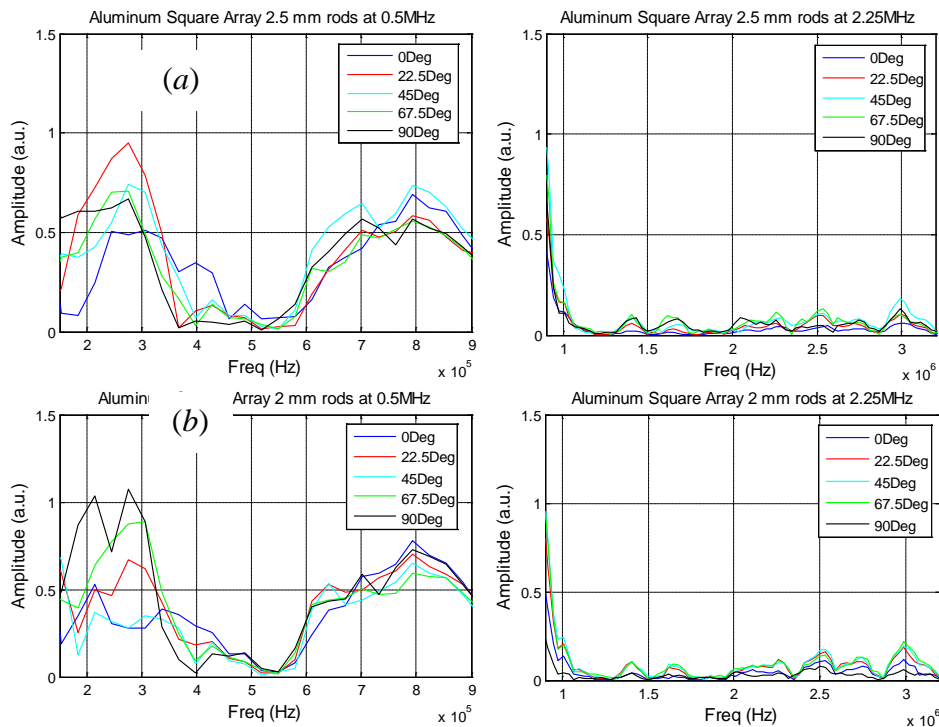 Aluminum Square Array 2.5 mm rods at 0.5MHz
1.5
1
0.5
0
Amplitude (a.u.)
(a)
0Deg
22.5Deg
45Deg
67.5Deg
90Deg
2 3 4 5 6 7 8 9
Freq (Hz)
x 10^5
Aluminum Square Array 2.5 mm rods at 2.25MHz
1.5
1
0.5
0
Amplitude (a.u.)
0Deg
22.5Deg
45Deg
67.5Deg
90Deg
1 1.5 2 2.5 3
Freq (Hz)
x 10^6
Aluminum Array 2 mm rods at 0.5MHz
1.5
1
0.5
0
Amplitude (a.u.)
(b)
0Deg
22.5Deg
45Deg
67.5Deg
90Deg
2 3 4 5 6 7 8 9
Freq (Hz)
x 10^5
Aluminum Square Array 2 mm rods at 2.25MHz
1.5
1
0.5
0
Amplitude (a.u.)
0Deg
22.5Deg
45Deg
67.5Deg
90Deg
1 1.5 2 2.5 3
Freq (Hz)
x 10^6